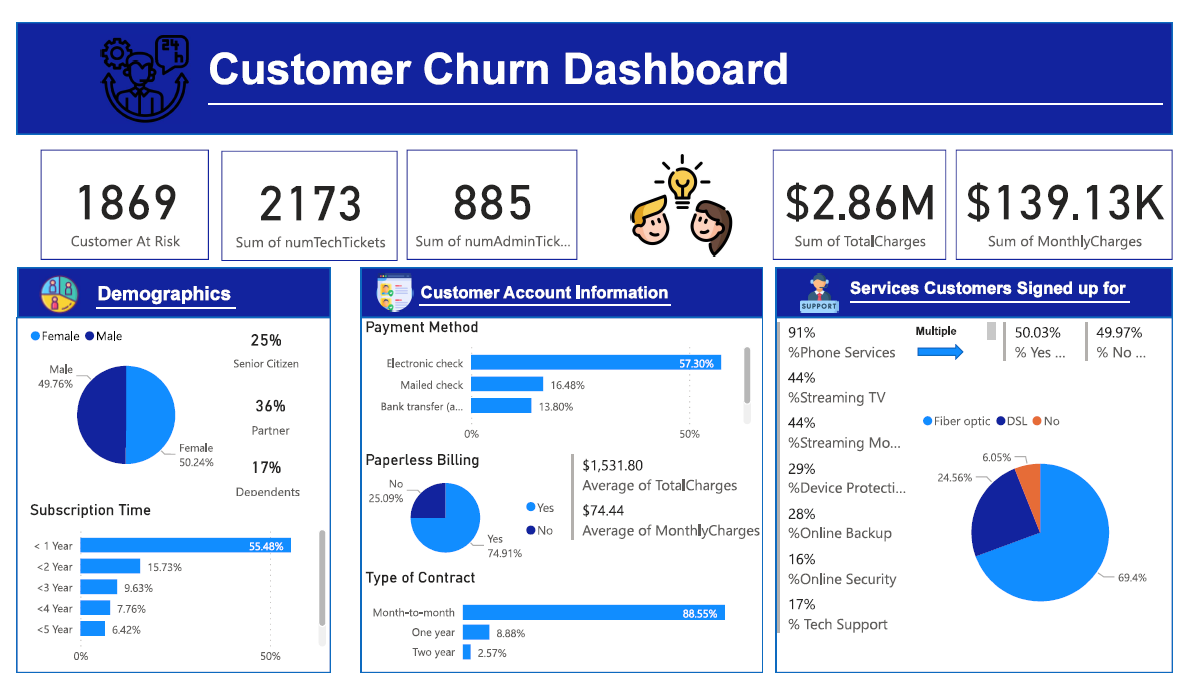 24
h
Customer Churn Dashboard
1869
Customer At Risk
2173
Sum of numTechTickets
885
Sum of numAdminTick...
$2.86M
Sum of TotalCharges
$139.13K
Sum of MonthlyCharges
Demographics
Female Male
Male
49.76%
Female
50.24%
25%
Senior Citizen
36%
Partner
17%
Dependents
Subscription Time
< 1 Year 55.48%
<2 Year 15.73%
<3 Year 9.63%
<4 Year 7.76%
<5 Year 6.42%
0% 50%
Customer Account Information
Payment Method
Electronic check 57.30%
Mailed check 16.48%
Bank transfer (a... 13.80%
0% 50%
Paperless Billing
No
25.09%
Yes
74.91%
Yes
No
$1,531.80
Average of TotalCharges
$74.44
Average of MonthlyCharges
Type of Contract
Month-to-month 88.55%
One year 8.88%
Two year 2.57%
SUPPORT
Services Customers Signed up for
91%
%Phone Services
44%
%Streaming TV
44%
%Streaming Mo...
29%
%Device Protecti...
28%
%Online Backup
16%
%Online Security
17%
% Tech Support
Multiple
50.03%
% Yes ...
49.97%
% No ...
Fiber optic DSL No
6.05%
24.56%
69.4%